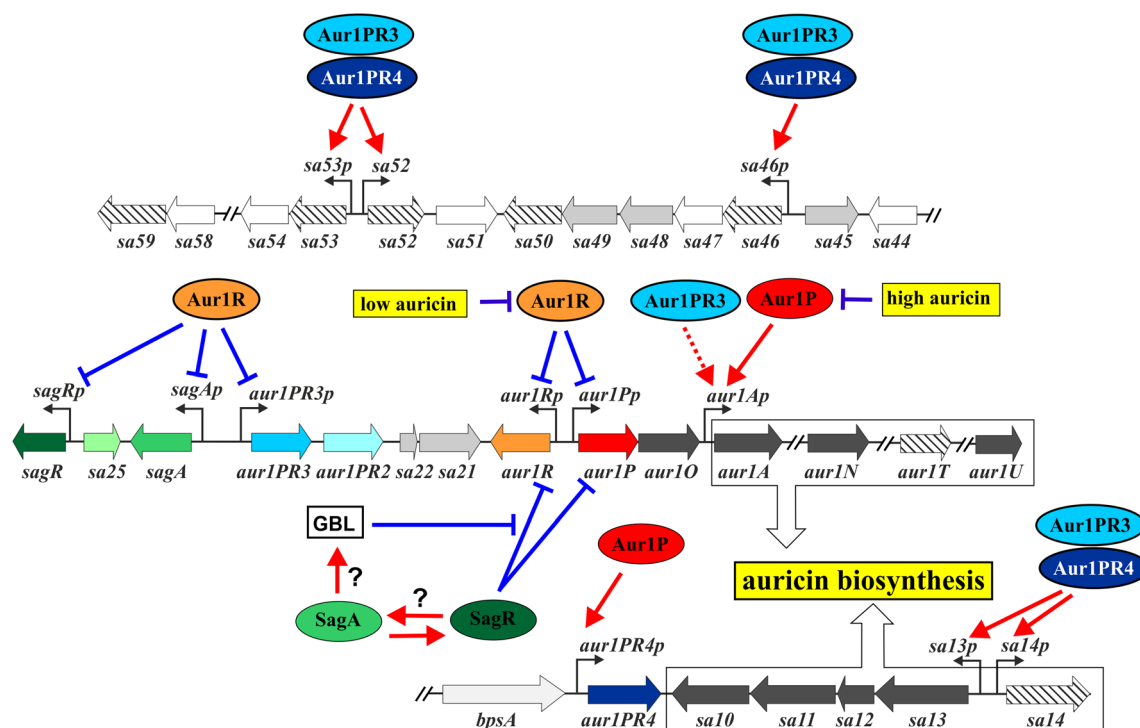 Aur1PR3 Aur1PR3
Aur1PR4 Aur1PR4
sa53p sa52 sa46p
sa59 sa58 sa54 sa53 sa52 sa51 sa50 sa49 sa48 sa47 sa46 sa45 sa44
Aur1R low auricin Aur1R Aur1PR3 Aur1P high auricin
sagRp sagAp aur1PR3p aur1Rp aur1Pp aur1Ap
sagR sa25 sagA aur1PR3 aur1PR2 sa22 sa21 aur1R aur1P aur1O aur1A aur1N aur1T aur1U
GBL
Aur1P
Aur1PR3
Aur1PR4
auricin biosynthesis
? ?
SagA SagR
aur1PR4p sa13p sa14p
bpsA aur1PR4 sa10 sa11 sa12 sa13 sa14